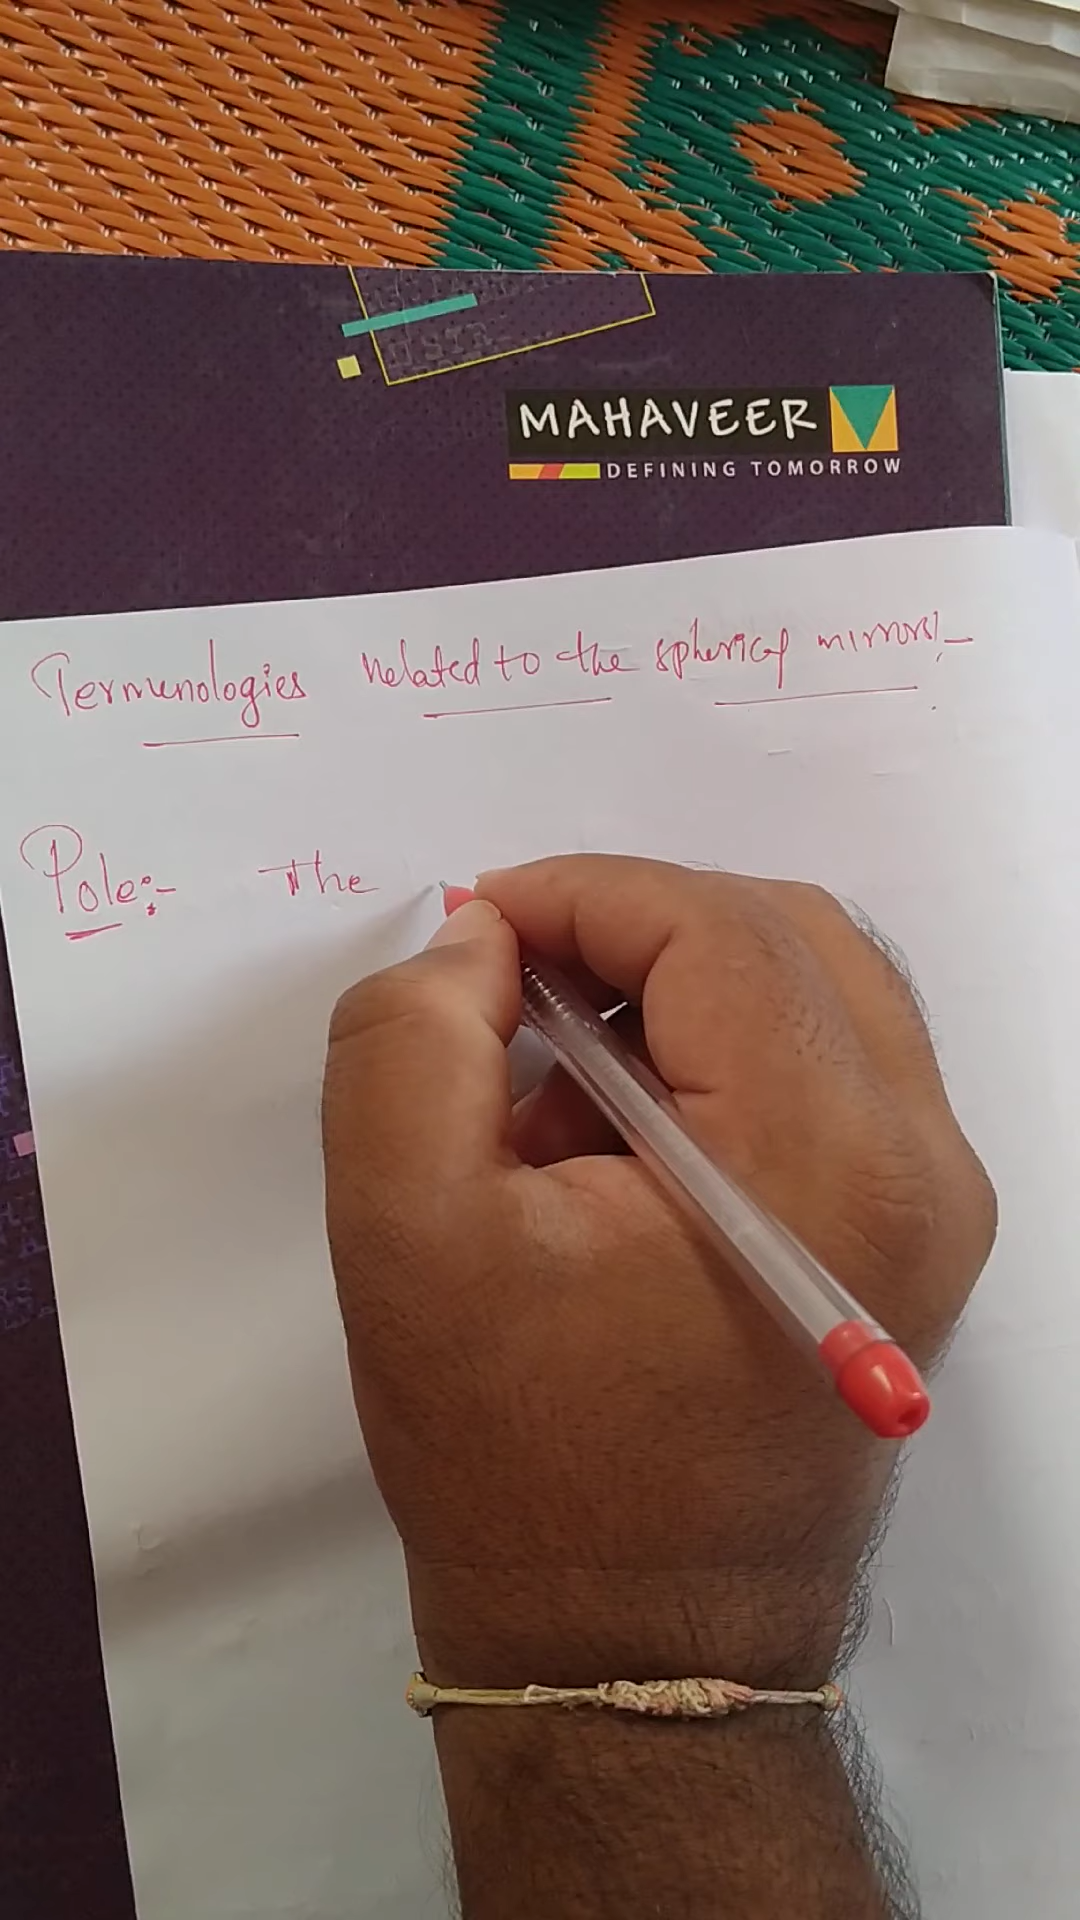 MAHAVEER
DEFINING TOMORROW
Termenologies related to the spherical mirrors:-
Pole:- The